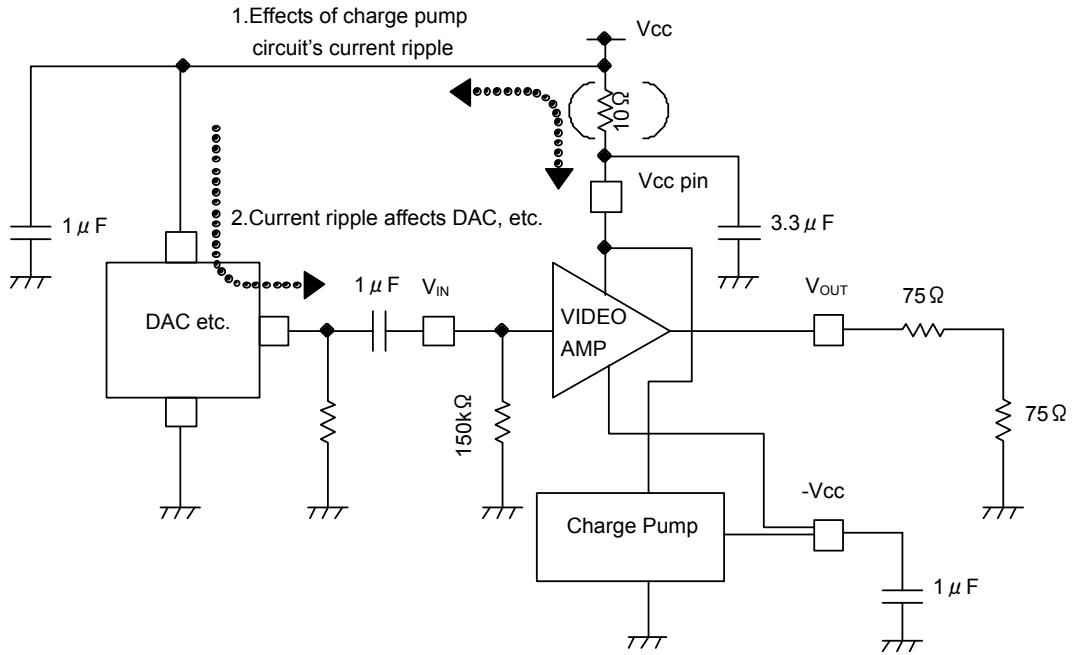 1.Effects of charge pump
circuit's current ripple
Vcc
10Ω
Vcc pin
1μF
2.Current ripple affects DAC, etc.
3.3μF
1μF
VIN
VOUT
75Ω
DAC etc.
VIDEO
AMP
150kΩ
75Ω
-Vcc
Charge Pump
1μF